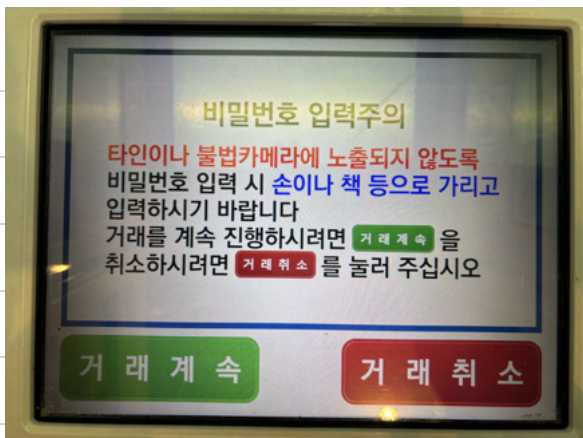 비밀번호 입력주의
타인이나 불법카메라에 노출되지 않도록
비밀번호 입력 시 손이나 책 등으로 가리고
입력하시기 바랍니다
거래를 계속 진행하시려면 거래계속 을
취소하시려면 거래취소 를 눌러 주십시오
거래계속
거래취소